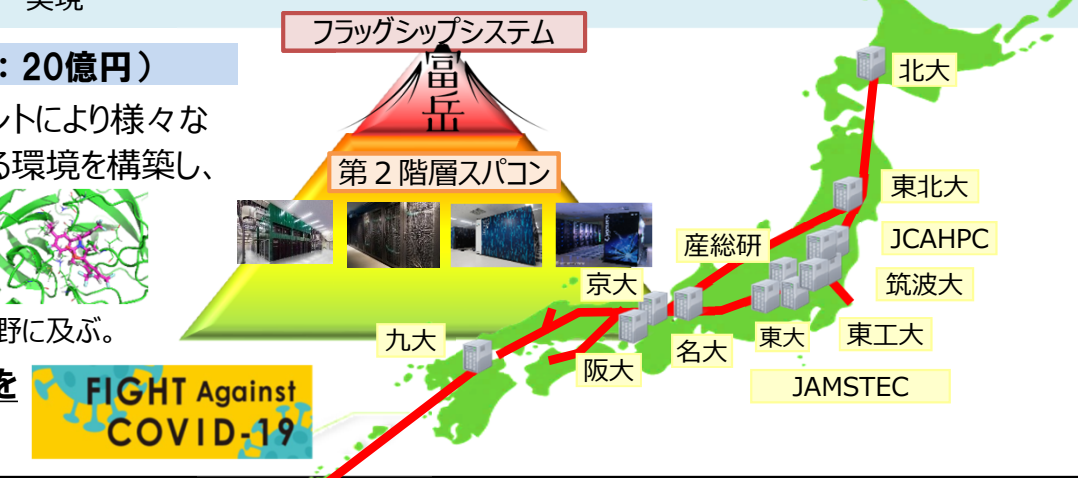 実現
：20億円）
ントにより様々な
る環境を構築し、
野に及ぶ。
を
FIGHT Against
COVID-19
フラッグシップシステム
富岳
第２階層スパコン
北大
東北大
JCAHPC
産総研
筑波大
京大
九大
東大
東工大
名大
阪大
JAMSTEC